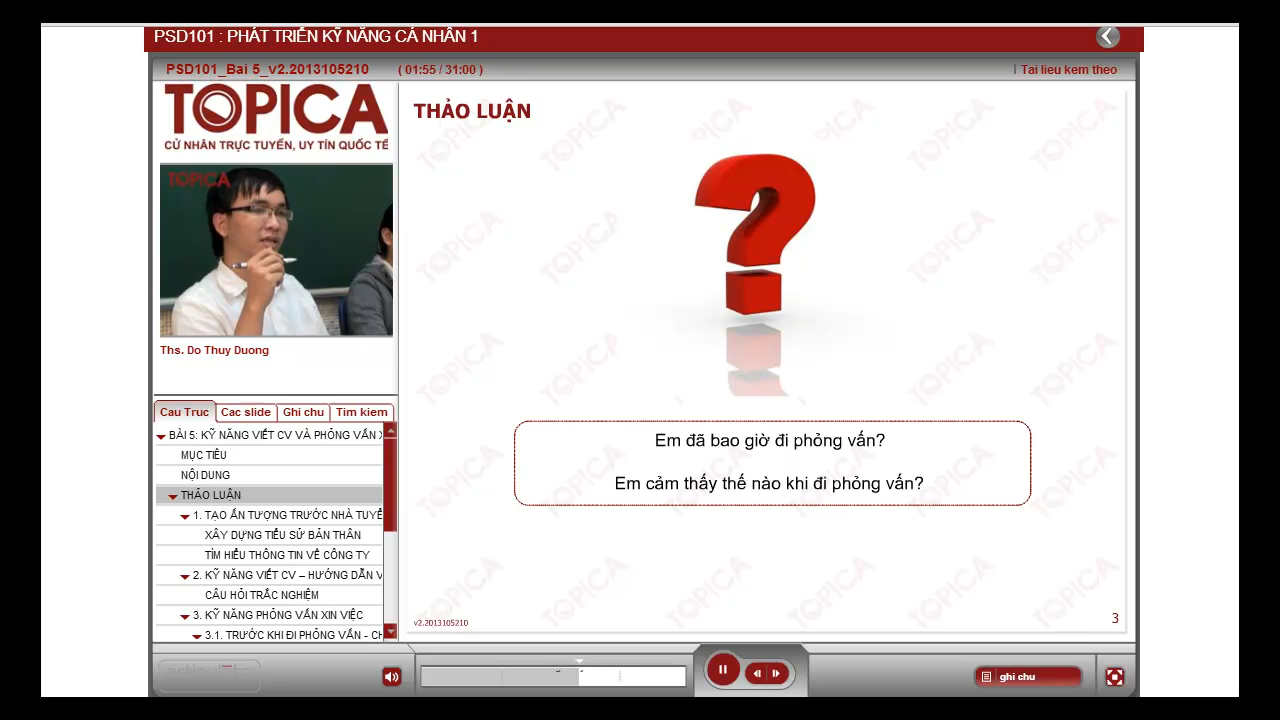 PSD101 : PHÁT TRIỂN KỸ NĂNG CÁ NHÂN 1
PSD101_Bai 5_v2.2013105210 ( 01:55 / 31:00 )
Tai lieu kem theo
TOPICA
CỬ NHÂN TRỰC TUYẾN, UY TÍN QUỐC TẾ
TOPICA
Ths. Do Thuy Duong
Cau Truc Cac slide Ghi chu Tim kiem
BÀI 5: KỸ NĂNG VIẾT CV VÀ PHỎNG VẤN
MỤC TIÊU
NỘI DUNG
THẢO LUẬN
1. TẠO ẤN TƯỢNG TRƯỚC NHÀ TUYỂ
XÂY DỰNG TIỂU SỬ BẢN THÂN
TÌM HIỂU THÔNG TIN VỀ CÔNG TY
2. KỸ NĂNG VIẾT CV – HƯỚNG DẪN V
CÂU HỎI TRẮC NGHIỆM
3. KỸ NĂNG PHỎNG VẤN XIN VIỆC
3.1. TRƯỚC KHI ĐI PHỎNG VẤN - CH
THẢO LUẬN
?
Em đã bao giờ đi phỏng vấn?
Em cảm thấy thế nào khi đi phỏng vấn?
v2.2013105210
3
ghi chu